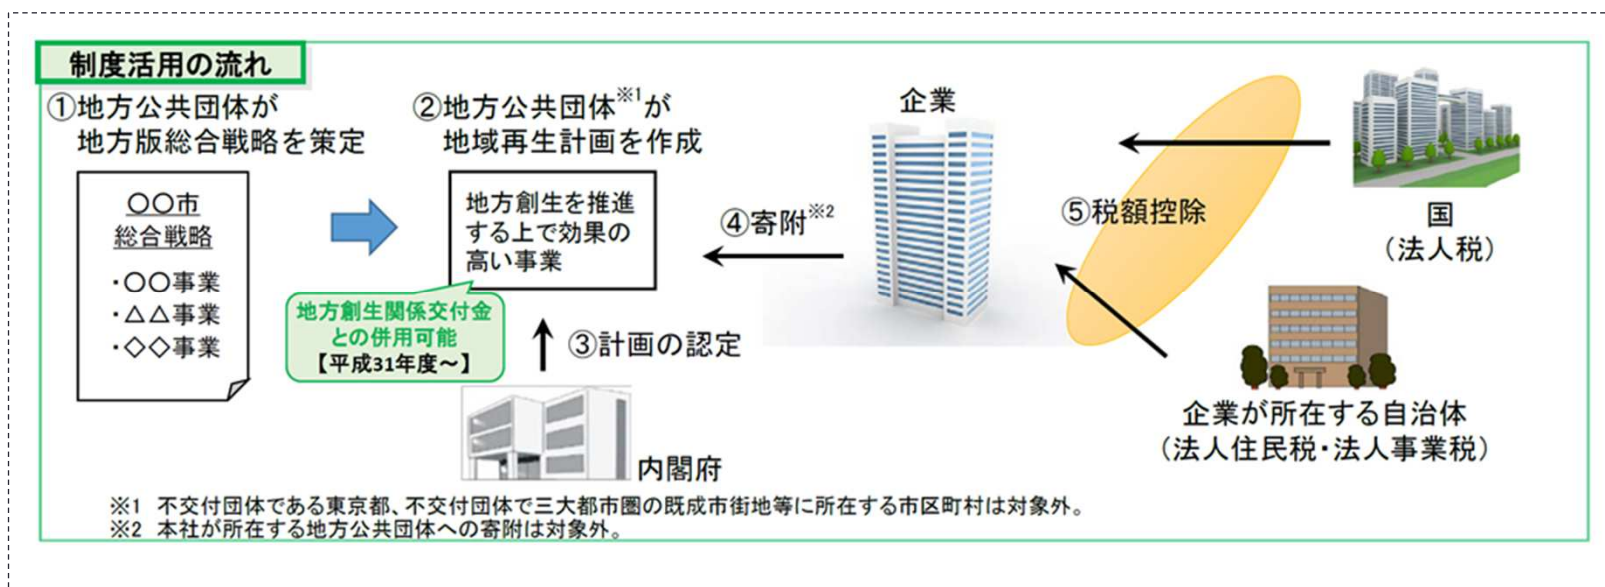 制度活用の流れ
①地方公共団体が
地方版総合戦略を策定
〇〇市
総合戦略
・〇〇事業
・△△事業
・◇◇事業
②地方公共団体※1が
地域再生計画を作成
地方創生を推進
する上で効果の
高い事業
地方創生関係交付金
との併用可能
【平成31年度～】
③計画の認定
内閣府
④寄附※2
企業
⑤税額控除
国
（法人税）
企業が所在する自治体
（法人住民税・法人事業税）
※1 不交付団体である東京都、不交付団体で三大都市圏の既成市街地等に所在する市区町村は対象外。
※2 本社が所在する地方公共団体への寄附は対象外。